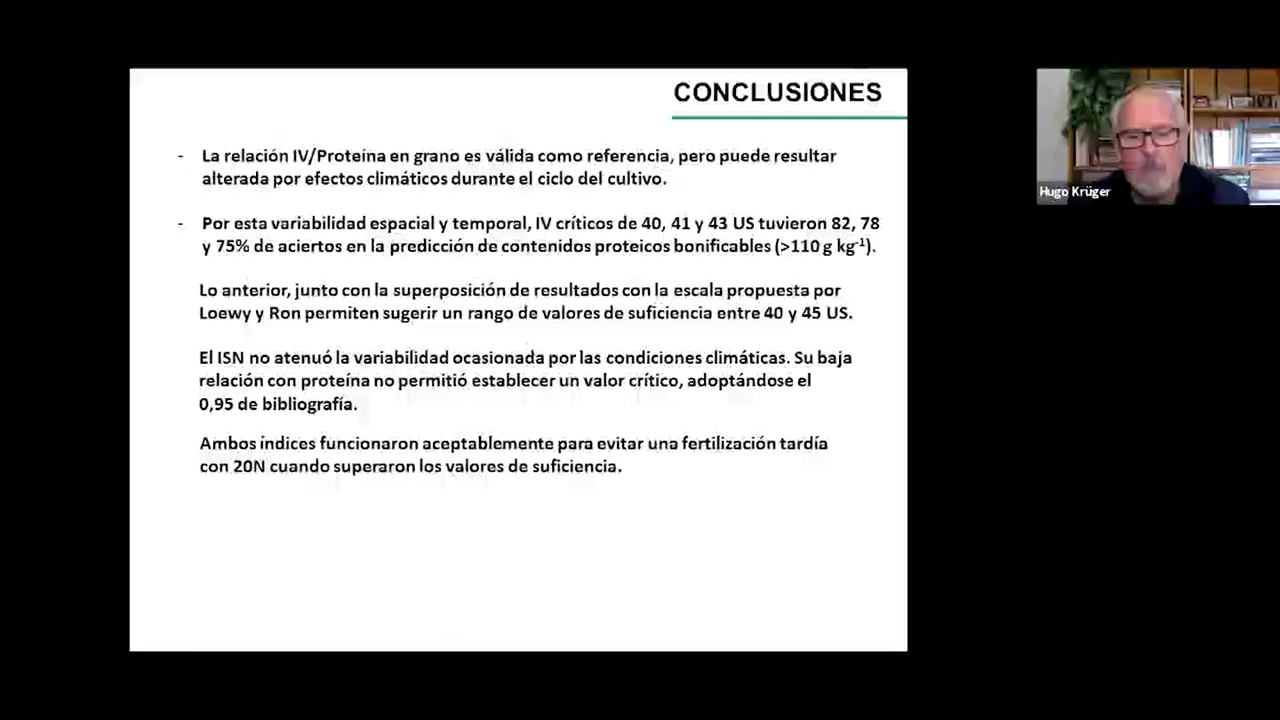 CONCLUSIONES
- La relación IV/Proteína en grano es válida como referencia, pero puede resultar
alterada por efectos climáticos durante el ciclo del cultivo.
- Por esta variabilidad espacial y temporal, IV críticos de 40, 41 y 43 US tuvieron 82, 78
y 75% de aciertos en la predicción de contenidos proteicos bonificables (>110 g kg⁻¹).
Lo anterior, junto con la superposición de resultados con la escala propuesta por
Loewy y Ron permiten sugerir un rango de valores de suficiencia entre 40 y 45 US.
El ISN no atenuó la variabilidad ocasionada por las condiciones climáticas. Su baja
relación con proteína no permitió establecer un valor crítico, adoptándose el
0,95 de bibliografía.
Ambos índices funcionaron aceptablemente para evitar una fertilización tardía
con 20N cuando superaron los valores de suficiencia.
Hugo Krüger